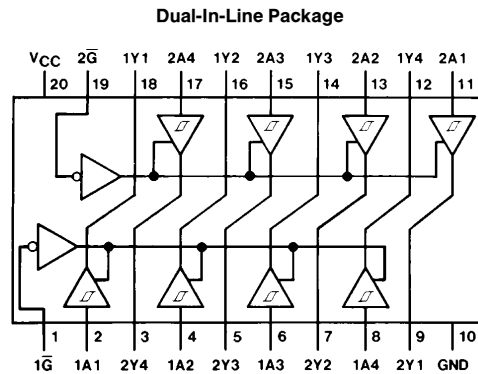 Dual-In-Line Package
VCC 2G̅ 1Y1 2A4 1Y2 2A3 1Y3 2A2 1Y4 2A1
20 19 18 17 16 15 14 13 12 11
1 2 3 4 5 6 7 8 9 10
1G̅ 1A1 2Y4 1A2 2Y3 1A3 2Y2 1A4 2Y1 GND